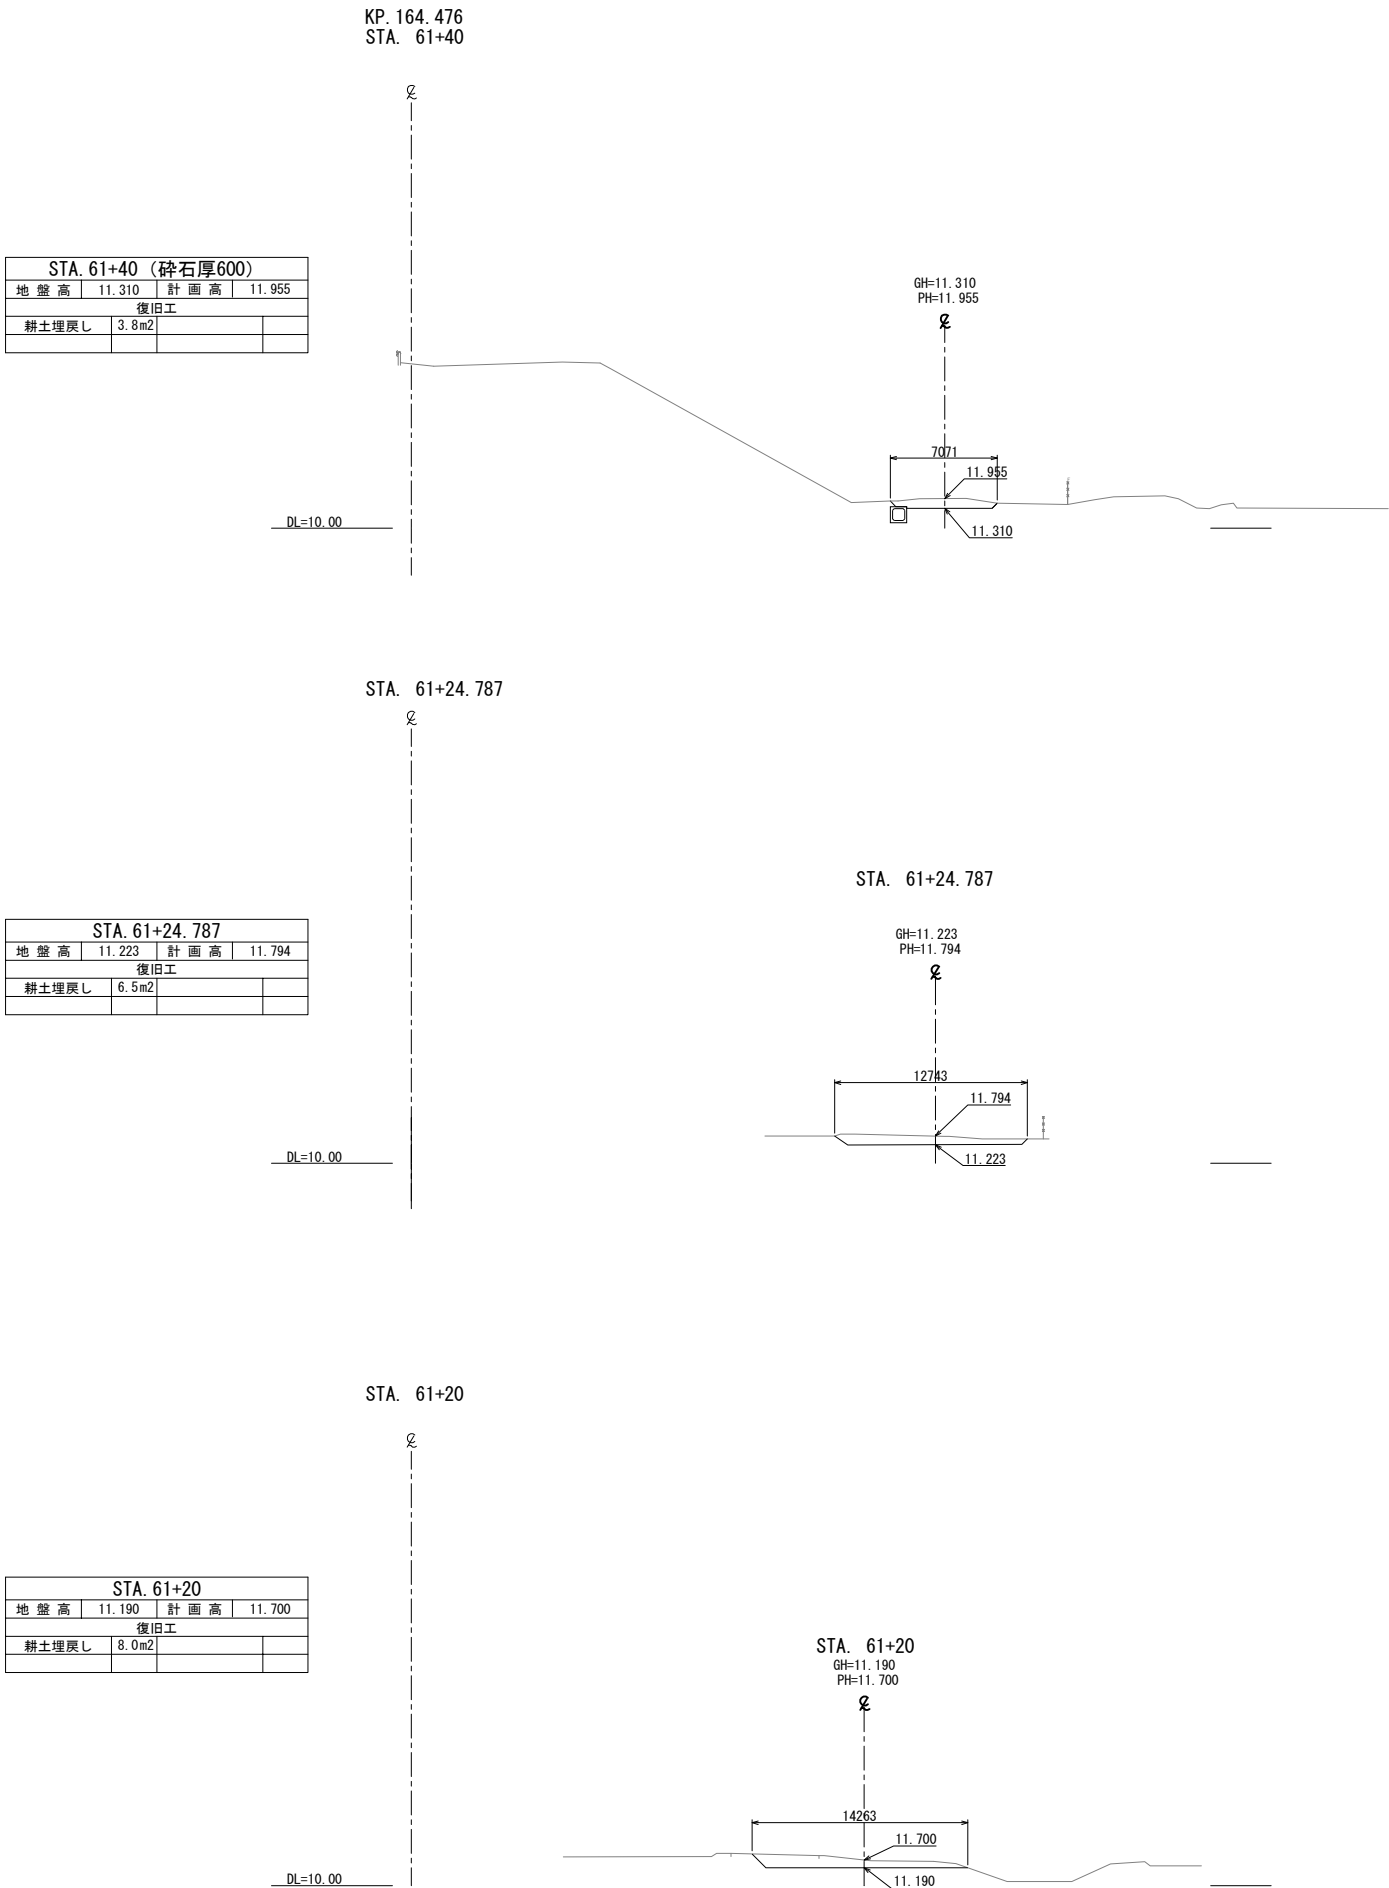 KP. 164. 476
STA. 61+40
STA. 61+40 (砕石厚600)
地 盤 高 11. 310 計 画 高 11. 955
復旧工
耕土埋戻し 3. 8m2
GH=11. 310
PH=11. 955
7071
11. 955
11. 310
DL=10. 00
STA. 61+24. 787
STA. 61+24. 787
STA. 61+24. 787
地 盤 高 11. 223 計 画 高 11. 794
復旧工
耕土埋戻し 6. 5m2
GH=11. 223
PH=11. 794
12743
11. 794
11. 223
DL=10. 00
STA. 61+20
STA. 61+20
地 盤 高 11. 190 計 画 高 11. 700
復旧工
耕土埋戻し 8. 0m2
STA. 61+20
GH=11. 190
PH=11. 700
14263
11. 700
11. 190
DL=10. 00